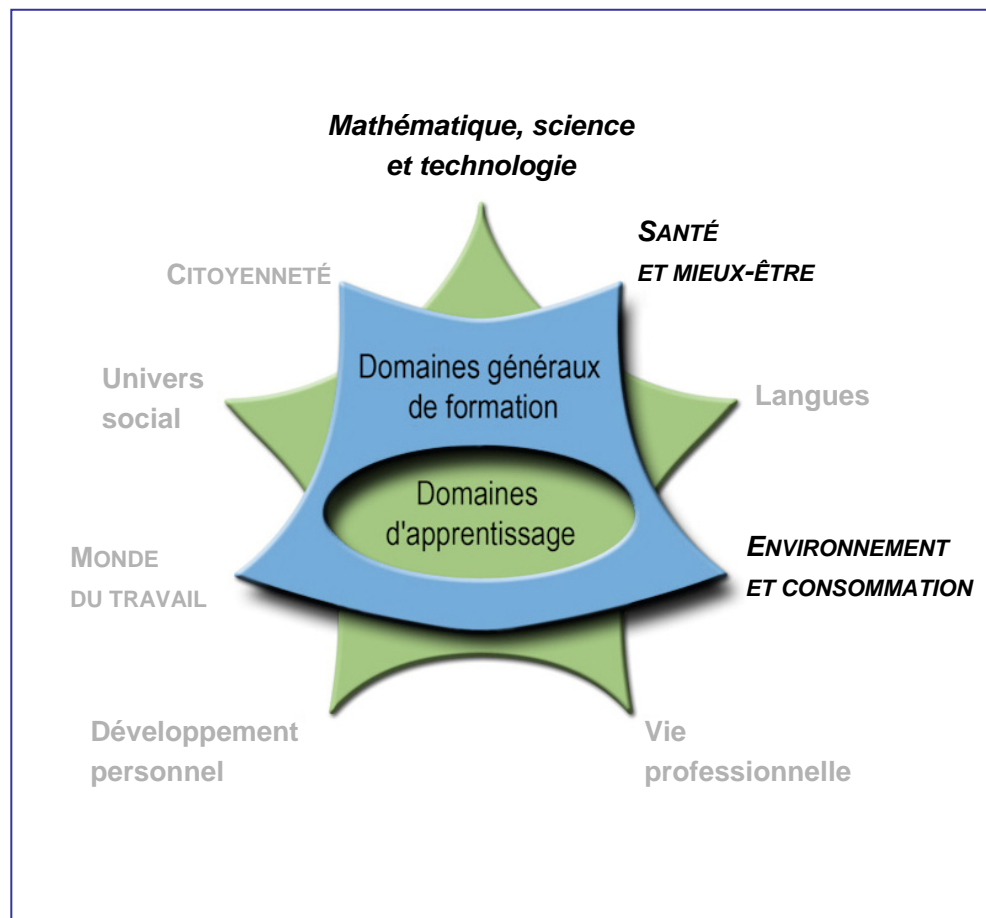 Mathématique, science
et technologie
SANTÉ
ET MIEUX-ÊTRE
CITOYENNETÉ
Domaines généraux
de formation
Univers
social
Langues
Domaines
d'apprentissage
MONDE
DU TRAVAIL
ENVIRONNEMENT
ET CONSOMMATION
Développement
personnel
Vie
professionnelle